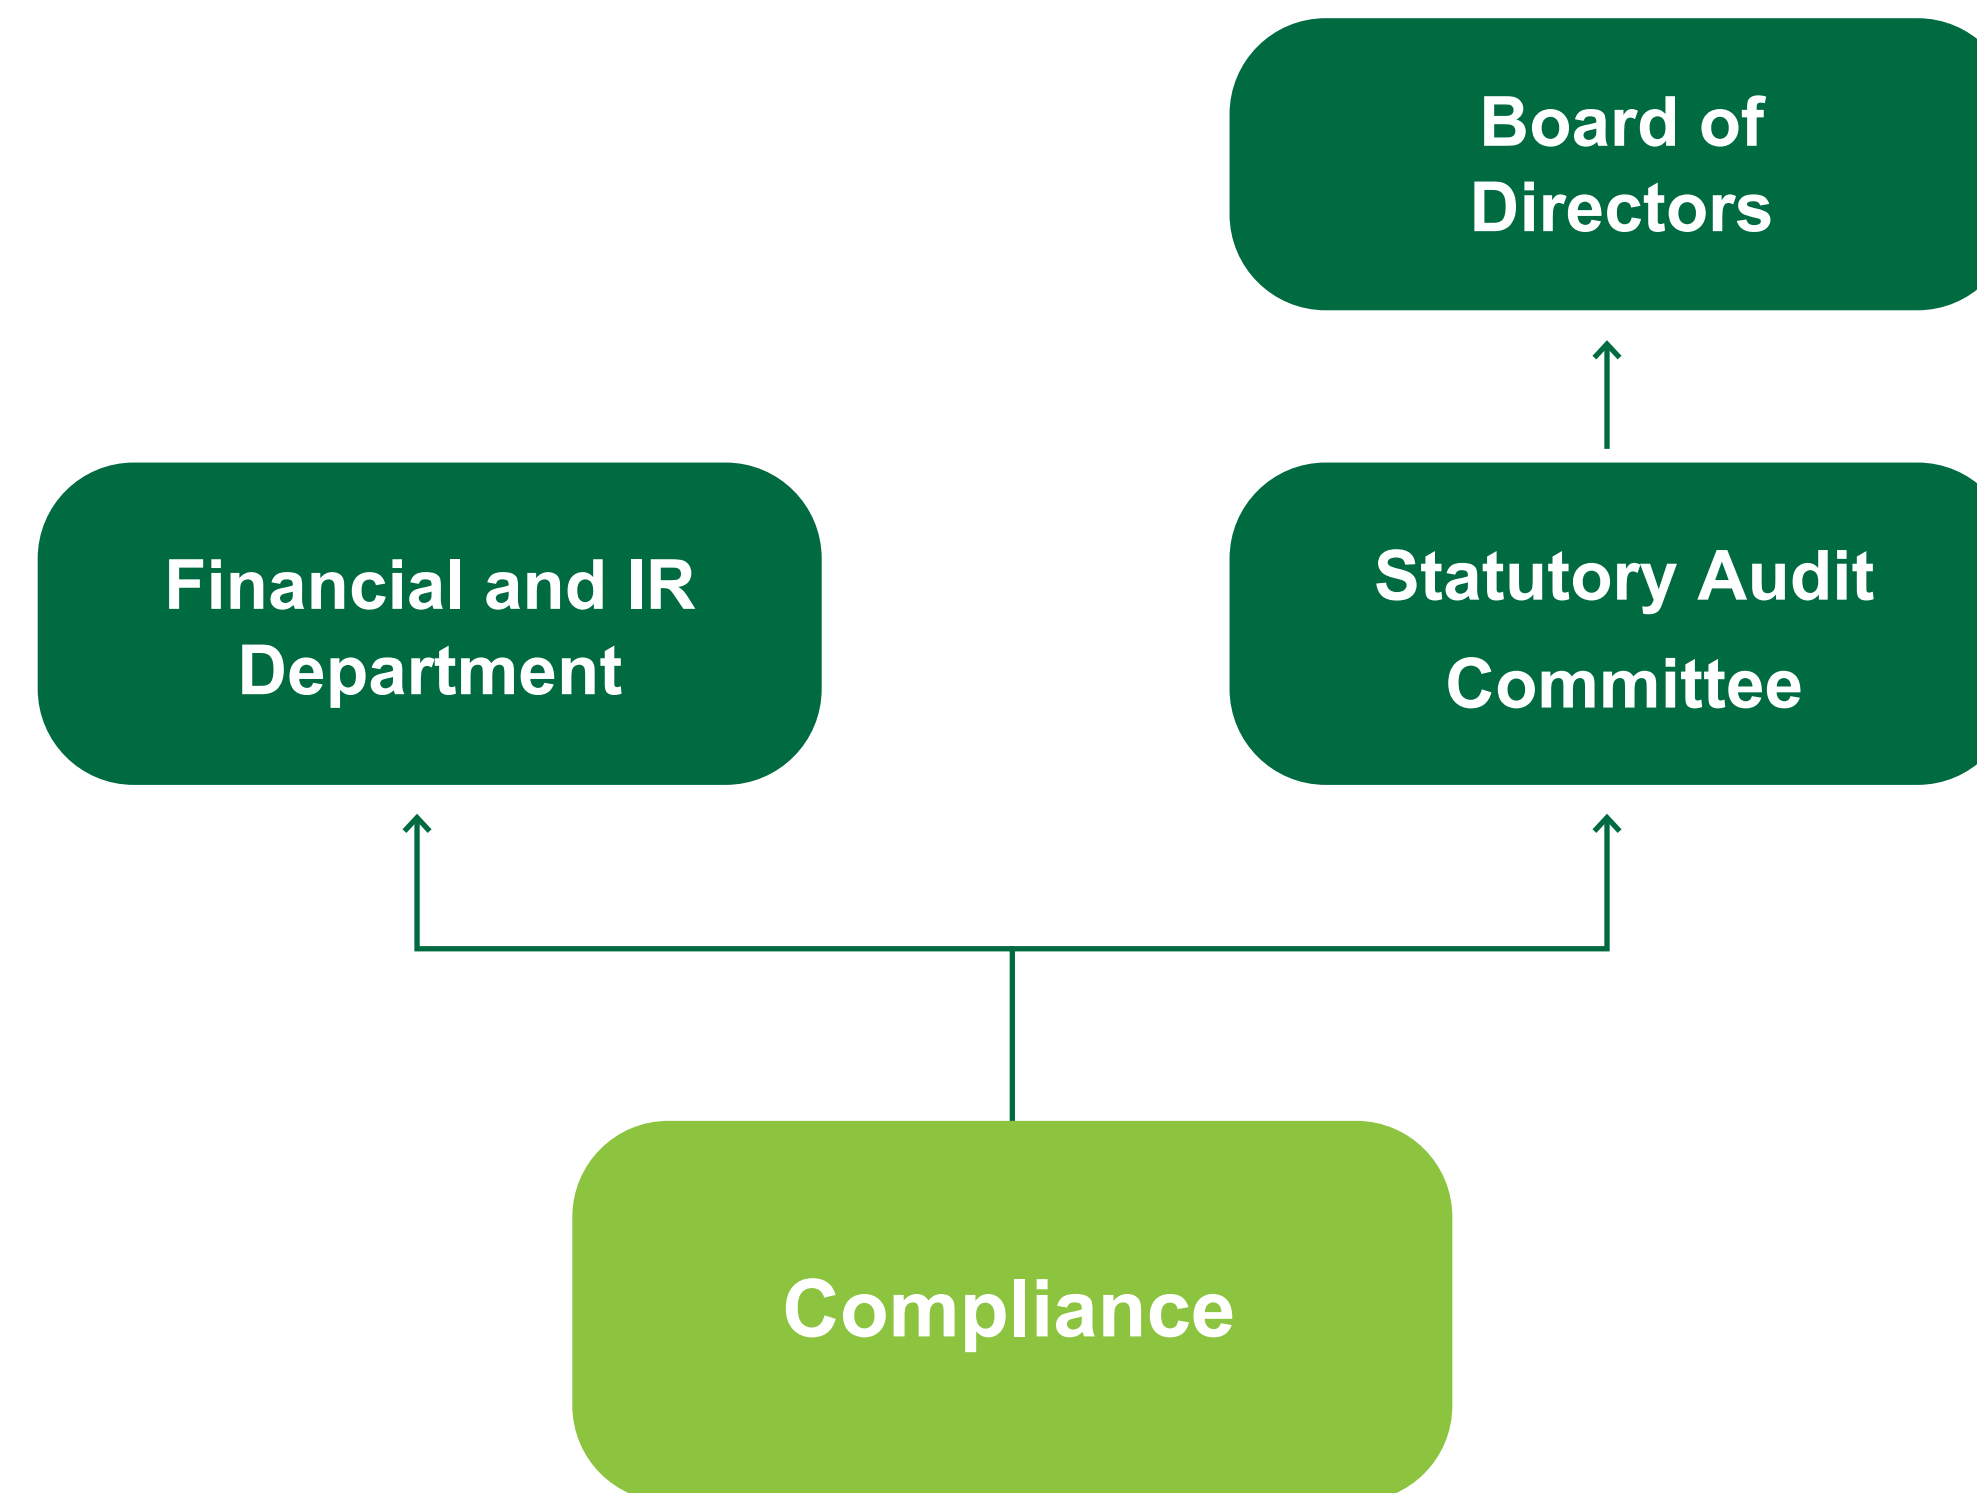 Board of
Directors
Financial and IR
Department
Statutory Audit
Committee
Compliance